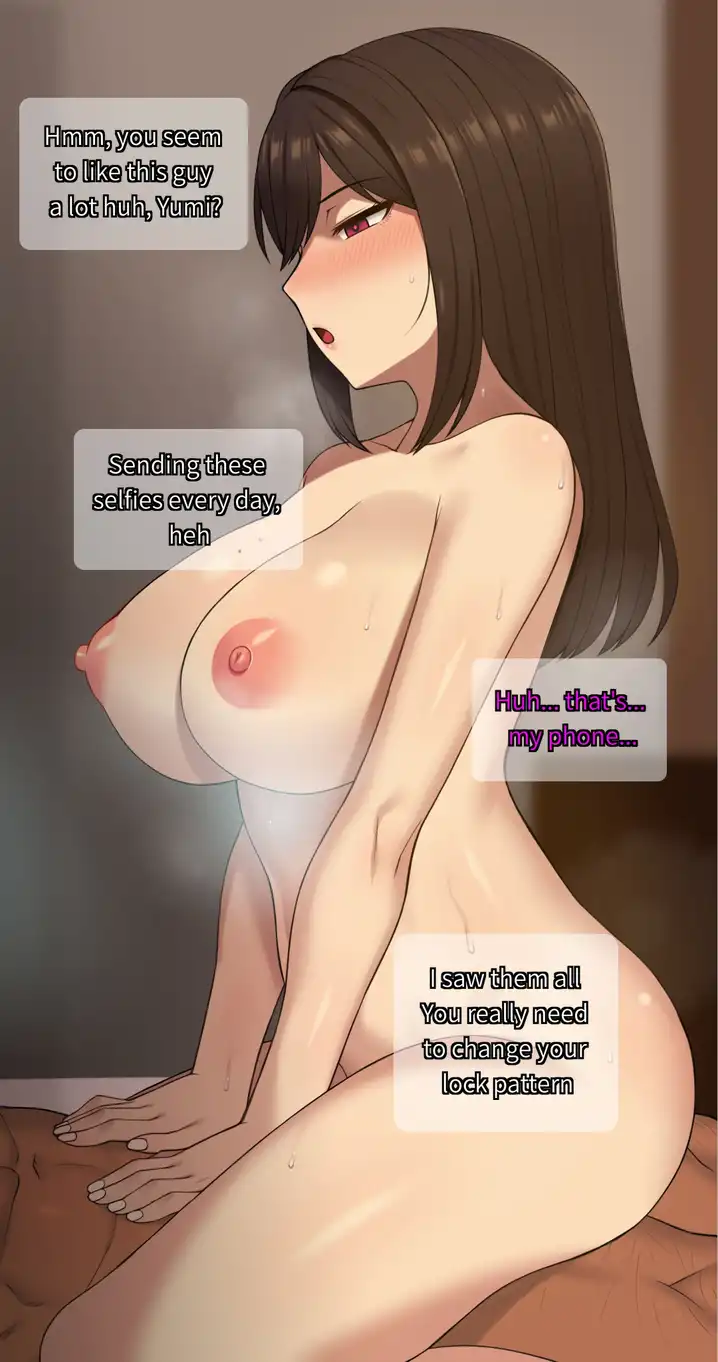 Hmm, you seem
to like this guy
a lot huh, Yumi?
Sending these
selfies every day,
heh
Huh... that's...
my phone...
I saw them all
You really need
to change your
lock pattern